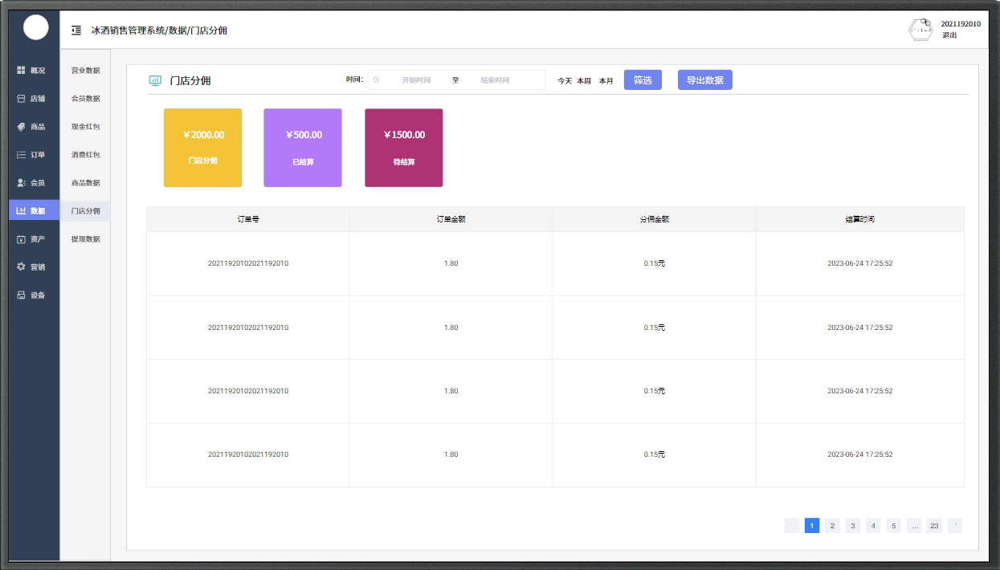 冰酒销售管理系统/数据/门店分佣
2021192010
退出
概况
店铺
商品
订单
会员
数据
资产
营销
设备
营业数据
会员数据
现金红包
消费红包
商品数据
门店分佣
提现数据
门店分佣
时间: 开始时间 至 结束时间 今天 本周 本月 筛选 导出数据
￥2000.00
门店分佣
￥500.00
已结算
￥1500.00
待结算
订单号 订单金额 分佣金额 结算时间
20211920102021192010 1.80 0.15元 2023-06-24 17:25:52
20211920102021192010 1.80 0.15元 2023-06-24 17:25:52
20211920102021192010 1.80 0.15元 2023-06-24 17:25:52
20211920102021192010 1.80 0.15元 2023-06-24 17:25:52
1 2 3 4 5 ... 23